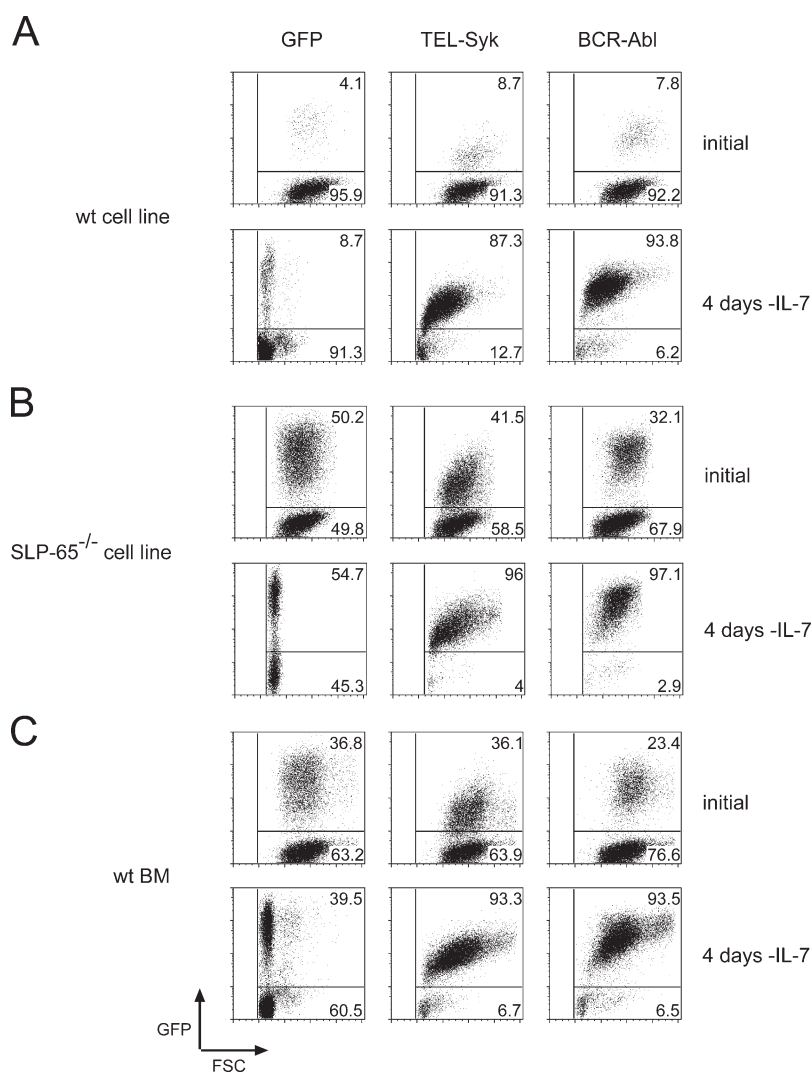 A
GFP TEL-Syk BCR-Abl
4.1 8.7 7.8
initial
95.9 91.3 92.2
wt cell line
8.7 87.3 93.8
4 days -IL-7
91.3 12.7 6.2
B
50.2 41.5 32.1
initial
49.8 58.5 67.9
SLP-65-/- cell line
54.7 96 97.1
4 days -IL-7
45.3 4 2.9
C
36.8 36.1 23.4
initial
63.2 63.9 76.6
wt BM
39.5 93.3 93.5
4 days -IL-7
60.5 6.7 6.5
GFP
FSC